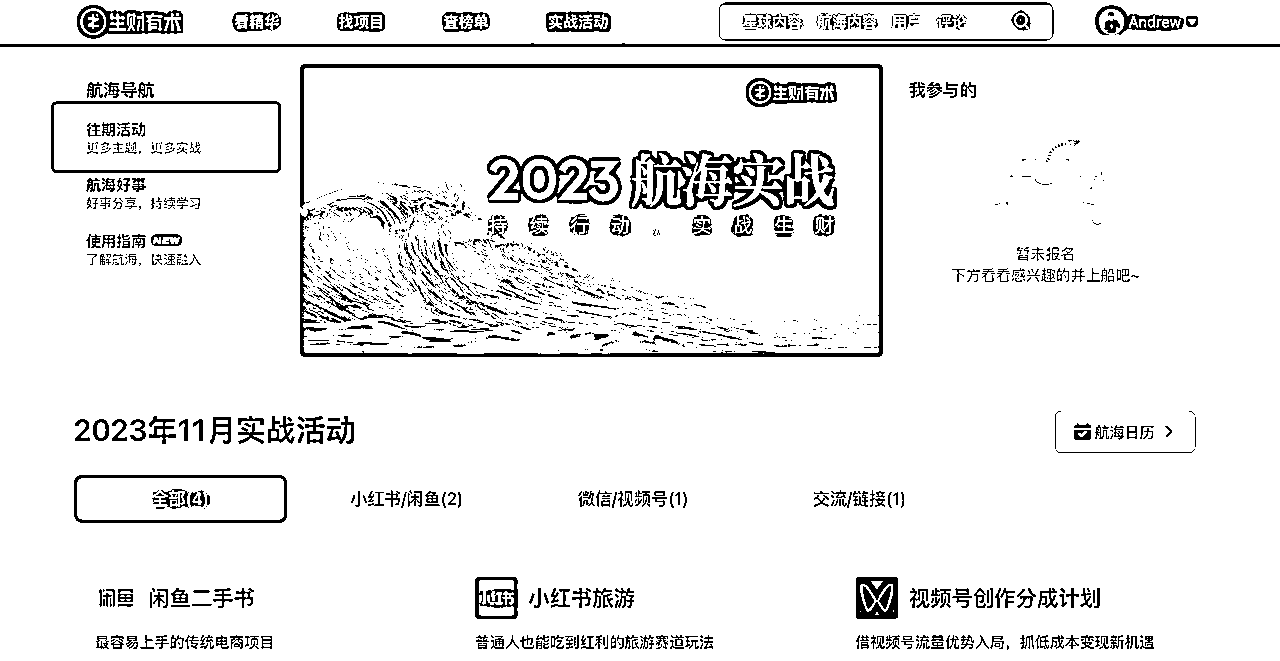 生财有术
看精华
找项目
查榜单
实战活动
星球内容 航海内容 用户 评论
Andrew
航海导航
往期活动
更多主题，更多实战
航海好事
好事分享，持续学习
使用指南 NEW
了解航海，快速融入
生财有术
2023 航海实战
持续行动 。 实战生财
我参与的
暂未报名
下方看看感兴趣的并上船吧~
2023年11月实战活动
航海日历
全部(4)
小红书/闲鱼(2)
微信/视频号(1)
交流/链接(1)
闲鱼 闲鱼二手书
最容易上手的传统电商项目
小红书 小红书旅游
普通人也能吃到红利的旅游赛道玩法
视频号创作分成计划
借视频号流量优势入局，抓低成本变现新机遇